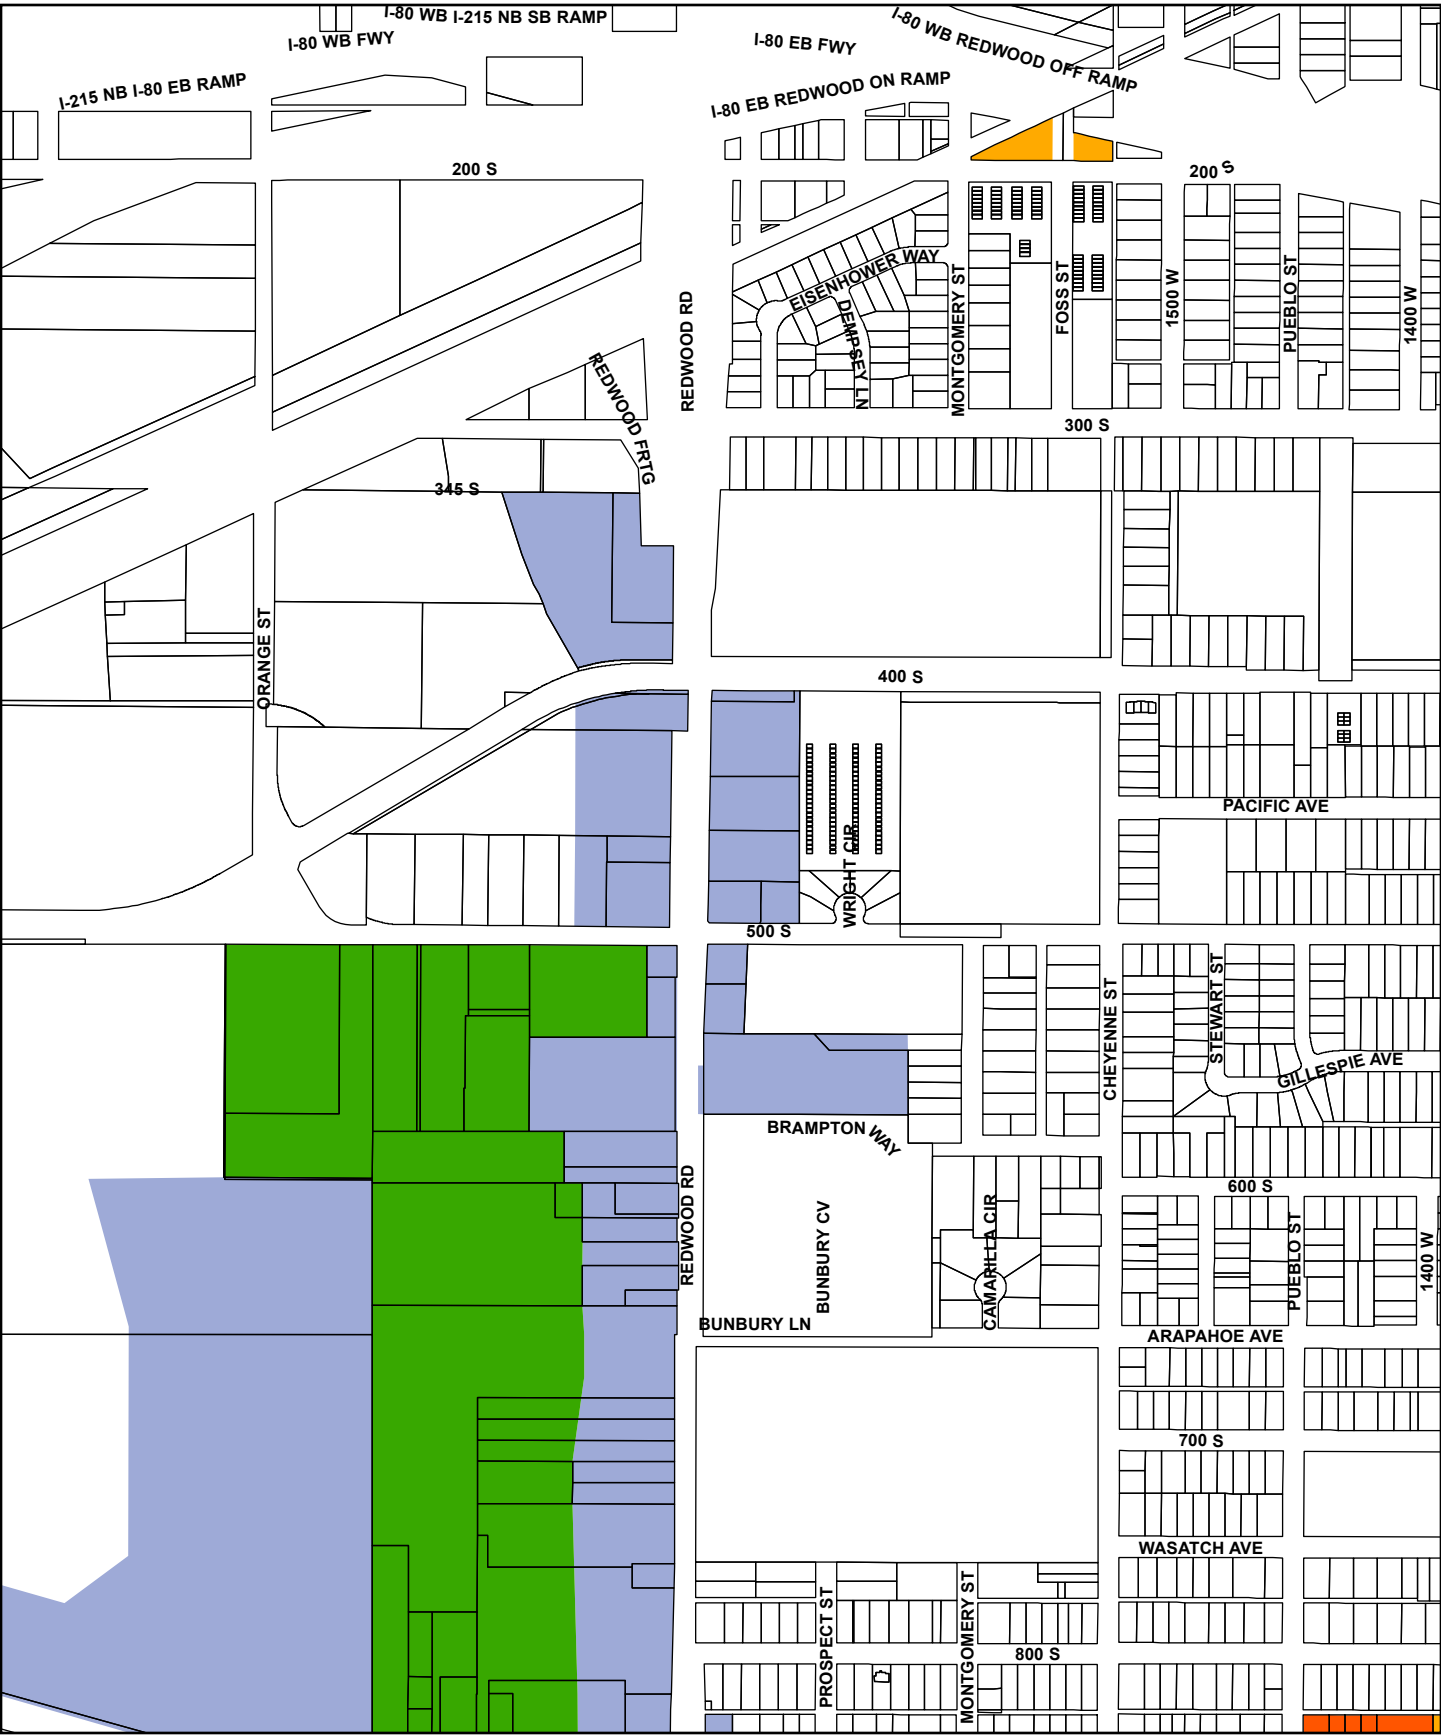 I-80 WB I-215 NB SB RAMP
I-80 WB FWY
I-80 EB FWY
I-80 WB REDWOOD OFF RAMP
I-215 NB I-80 EB RAMP
I-80 EB REDWOOD ON RAMP
200 S
200 S
EISENHOWER WAY
DEMPSEY LN
MONTGOMERY ST
FOSS ST
1500 W
PUEBLO ST
1400 W
REDWOOD RD
REDWOOD FRTG
300 S
345 S
ORANGE ST
400 S
PACIFIC AVE
WRIGHT CIR
500 S
CHEYENNE ST
STEWART ST
GILLESPIE AVE
BRAMPTON WAY
REDWOOD RD
600 S
BUNBURY CV
CAMARILLA CIR
PUEBLO ST
1400 W
BUNBURY LN
ARAPAHOE AVE
700 S
WASATCH AVE
PROSPECT ST
MONTGOMERY ST
800 S